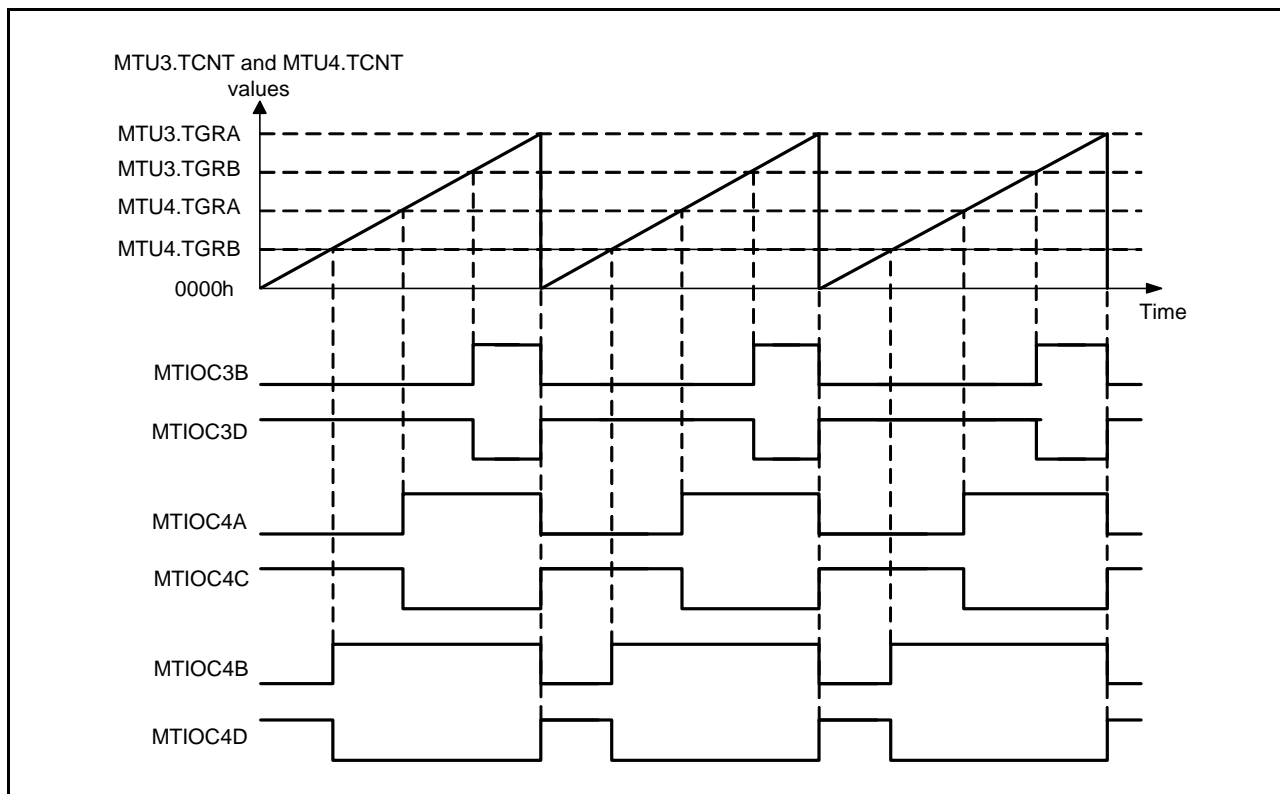 MTU3.TCNT and MTU4.TCNT
values
MTU3.TGRA
MTU3.TGRB
MTU4.TGRA
MTU4.TGRB
0000h
Time
MTIOC3B
MTIOC3D
MTIOC4A
MTIOC4C
MTIOC4B
MTIOC4D